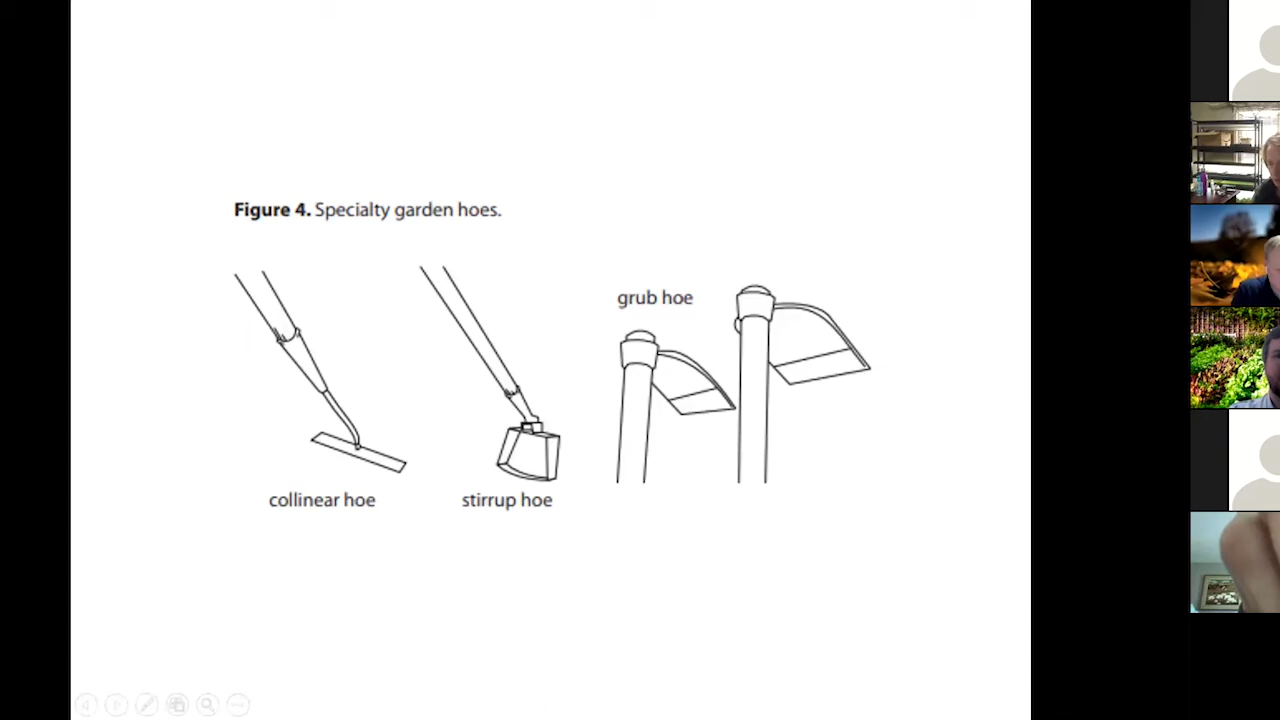 Figure 4. Specialty garden hoes.
grub hoe
collinear hoe
stirrup hoe